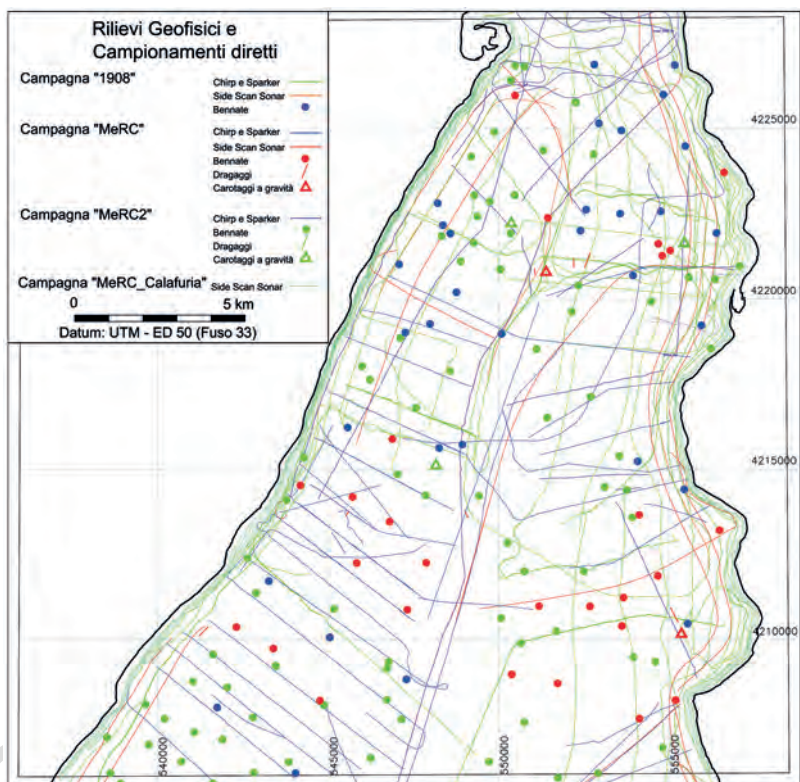 Rilievi Geofisici e
Campionamenti diretti
Campagna "1908"
Chirp e Sparker
Side Scan Sonar
Bennate
Campagna "MeRC"
Chirp e Sparker
Side Scan Sonar
Bennate
Dragaggi
Carotaggi a gravità
Campagna "MeRC2"
Chirp e Sparker
Bennate
Dragaggi
Carotaggi a gravità
Campagna "MeRC_Calafuria" Side Scan Sonar
0 5 km
Datum: UTM - ED 50 (Fuso 33)
4225000
4220000
4215000
4210000
540000
545000
550000
555000